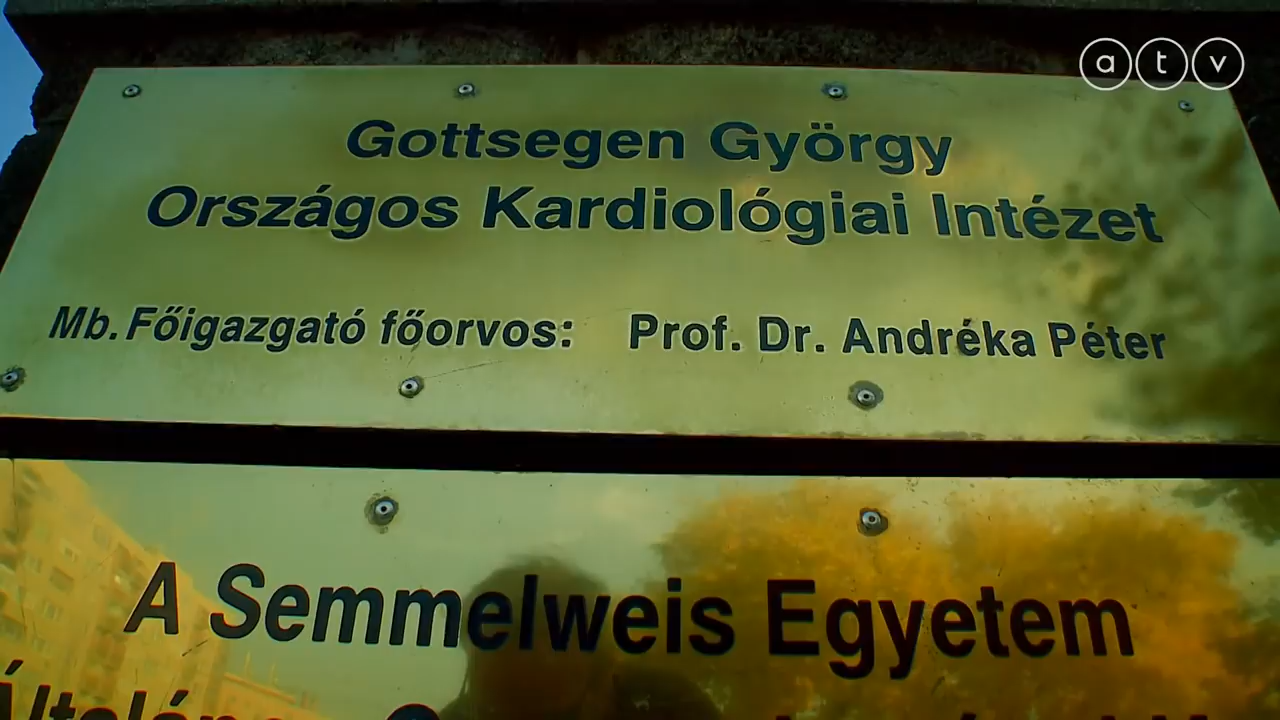 atv
Gottsegen György
Országos Kardiológiai Intézet
Mb. Főigazgató főorvos: Prof. Dr. Andréka Péter
A Semmelweis Egyetem